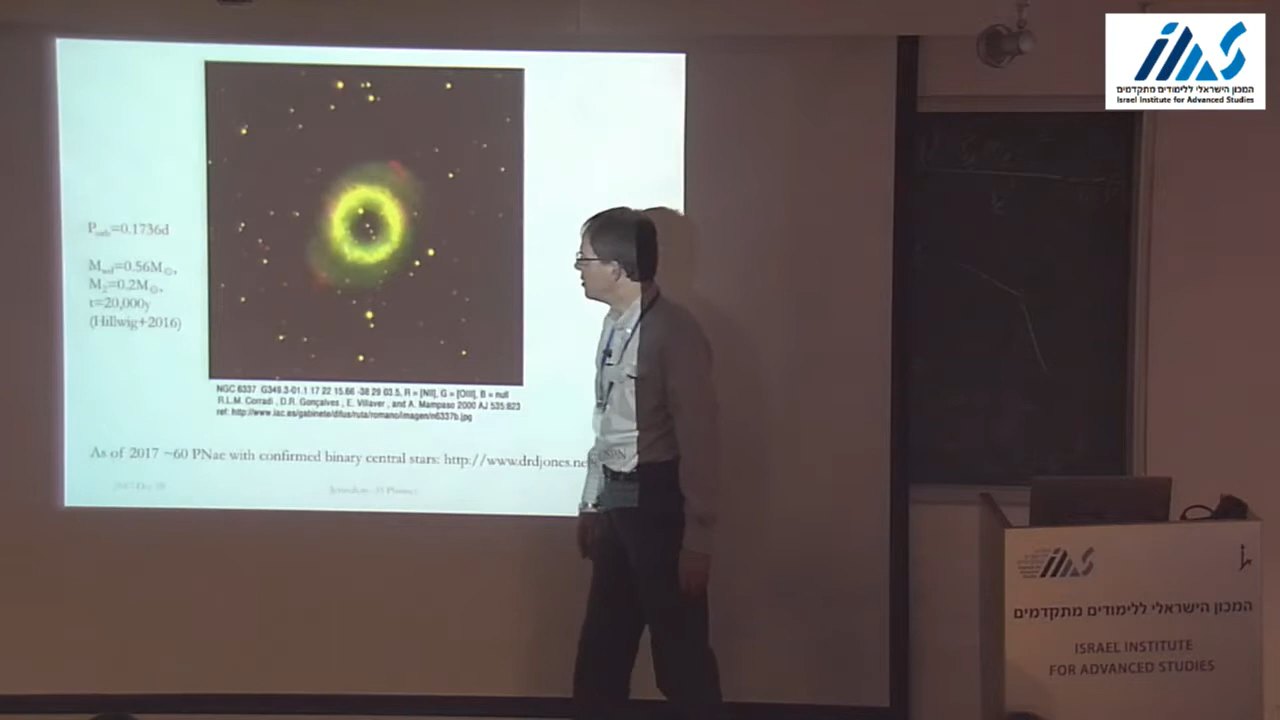 P_orb=0.1736d
M_wd=0.56M☉,
M₂=0.2M☉,
t=20,000y
(Hillwig+2016)
NGC 6337 G349.3-01.1 17 22 15.66 -38 29 03.5, R = [NII], G = [OIII], B = null
R.L.M. Corradi , D.R. Gonçalves , E. Villaver , and A. Mampaso 2000 AJ 535:823
ref: http://www.iac.es/gabinete/difus/ruta/romano/imagen/n6337b.jpg
As of 2017 ~60 PNae with confirmed binary central stars: http://www.drdjones.ne
המכון הישראלי ללימודים מתקדמים
Israel Institute for Advanced Studies
המכון הישראלי ללימודים מתקדמים
ISRAEL INSTITUTE
FOR ADVANCED STUDIES